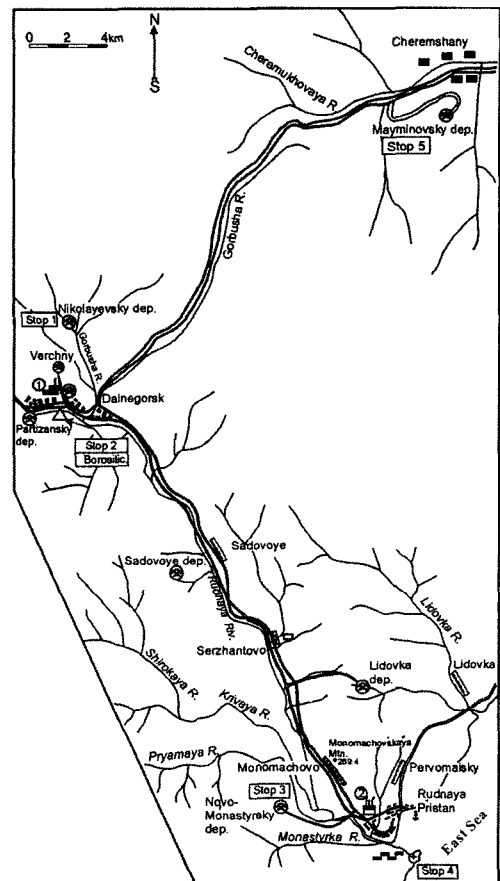 N
0 2 4km
S
Cheremshany
Cheremukhovaya R.
Mayminovsky dep.
Stop 5
Gorbusha R.
Nikolayevsky dep.
Stop 1
Gorbusha R.
Verchny
1
Dalnegorsk
Partizansky
dep.
Stop 2
Borosilic
Sadovoye
Sadovoye dep.
Rudnaya Riv.
Lidovka R.
Serzhantovo
Lidovka
Lidovka
dep.
Shirokaya R.
Krivaya R.
Monomachovskaya
Mtn.
Pryamaya R.
Monomachovo
Pervomaisky
Stop 3
2
Rudnaya
Pristan
Novo-
Monastyrsky
dep.
Monastyrka R.
East Sea
Stop 4